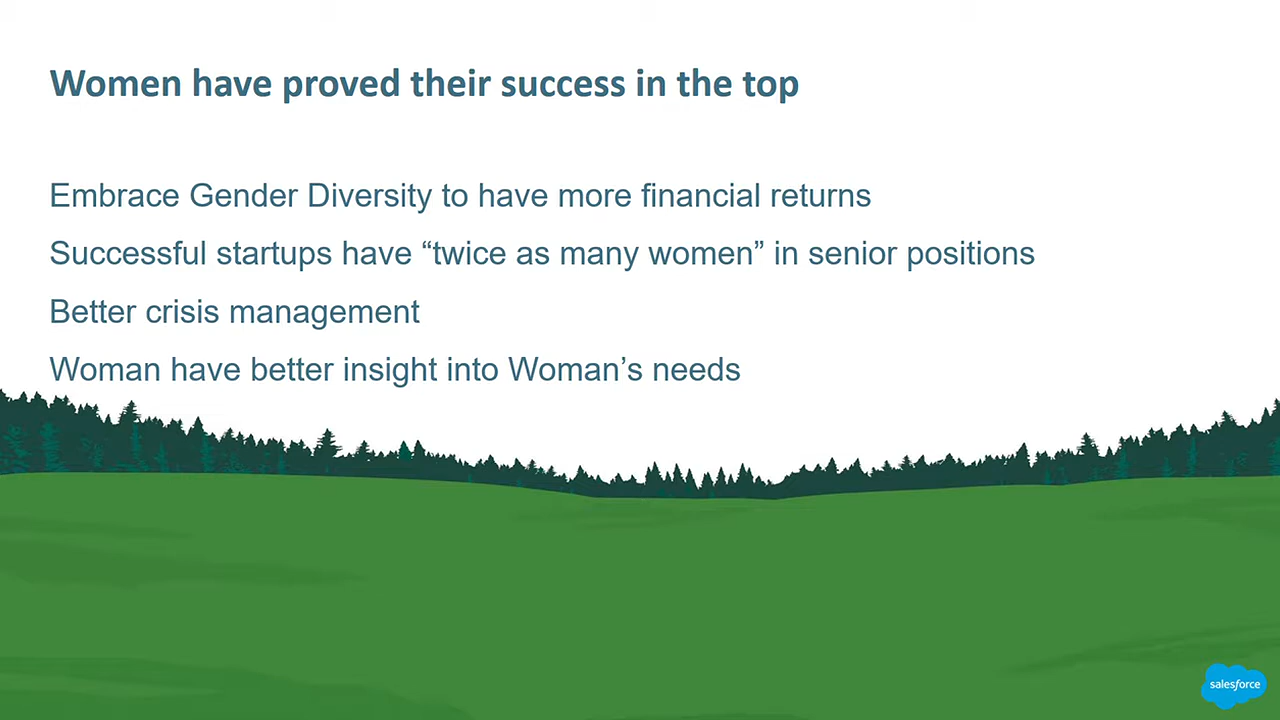 Women have proved their success in the top
Embrace Gender Diversity to have more financial returns
Successful startups have “twice as many women” in senior positions
Better crisis management
Woman have better insight into Woman’s needs
salesforce